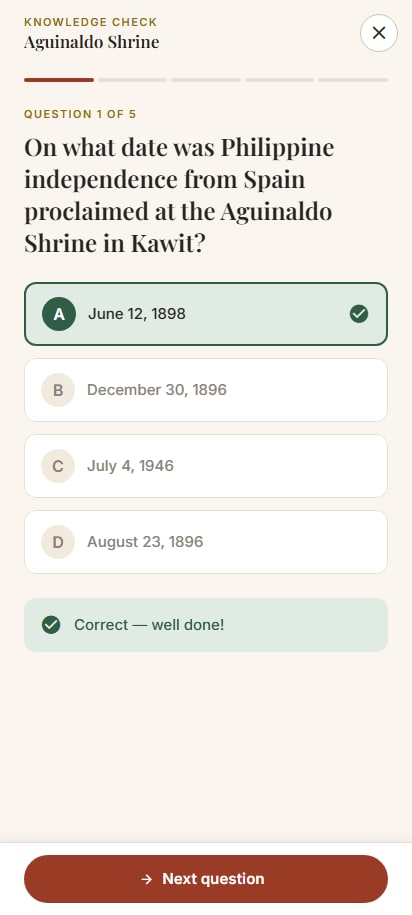 KNOWLEDGE CHECK
Aguinaldo Shrine
QUESTION 1 OF 5
On what date was Philippine
independence from Spain
proclaimed at the Aguinaldo
Shrine in Kawit?
A June 12, 1898
B December 30, 1896
C July 4, 1946
D August 23, 1896
Correct — well done!
→ Next question